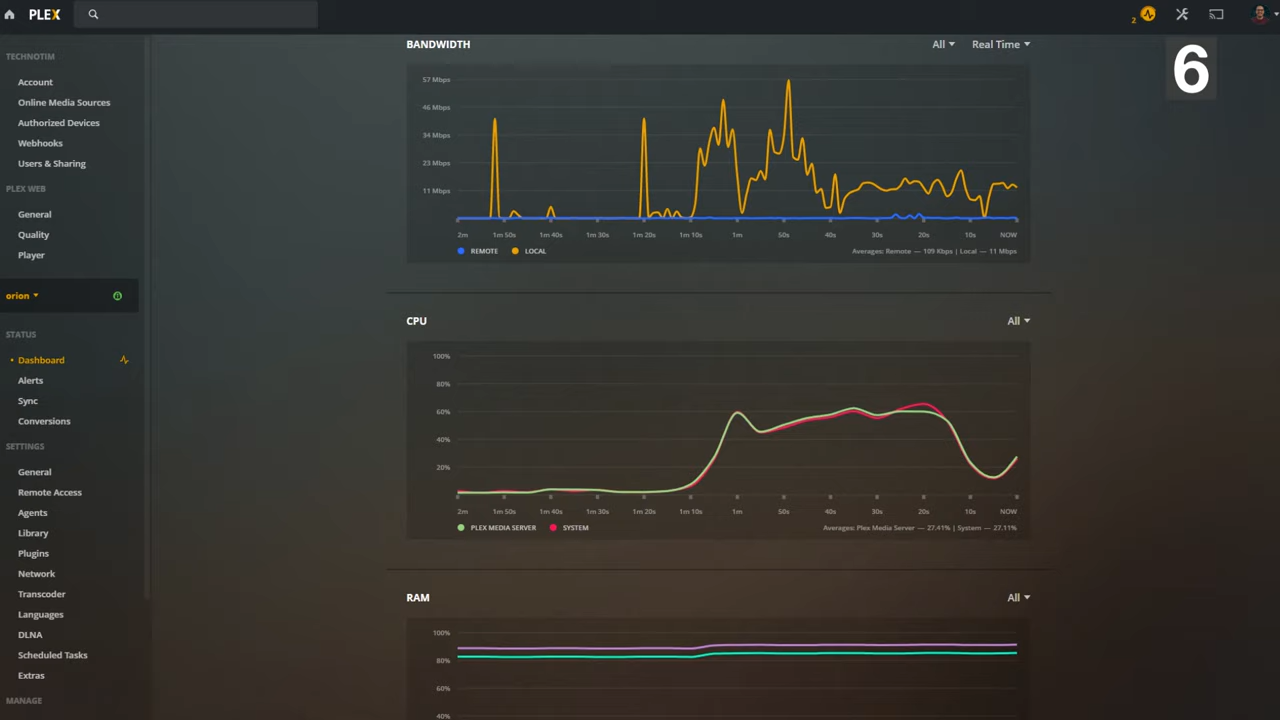 PLEX
2
6
TECHNOTIM
Account
Online Media Sources
Authorized Devices
Webhooks
Users & Sharing
PLEX WEB
General
Quality
Player
orion
STATUS
Dashboard
Alerts
Sync
Conversions
SETTINGS
General
Remote Access
Agents
Library
Plugins
Network
Transcoder
Languages
DLNA
Scheduled Tasks
Extras
MANAGE
BANDWIDTH All Real Time
57 Mbps
46 Mbps
34 Mbps
23 Mbps
11 Mbps
2m 1m 50s 1m 40s 1m 30s 1m 20s 1m 10s 1m 50s 40s 30s 20s 10s NOW
REMOTE LOCAL Averages: Remote — 109 Kbps | Local — 11 Mbps
CPU All
100%
80%
60%
40%
20%
2m 1m 50s 1m 40s 1m 30s 1m 20s 1m 10s 1m 50s 40s 30s 20s 10s NOW
PLEX MEDIA SERVER SYSTEM Averages: Plex Media Server — 27.41% | System — 27.11%
RAM All
100%
80%
60%
40%